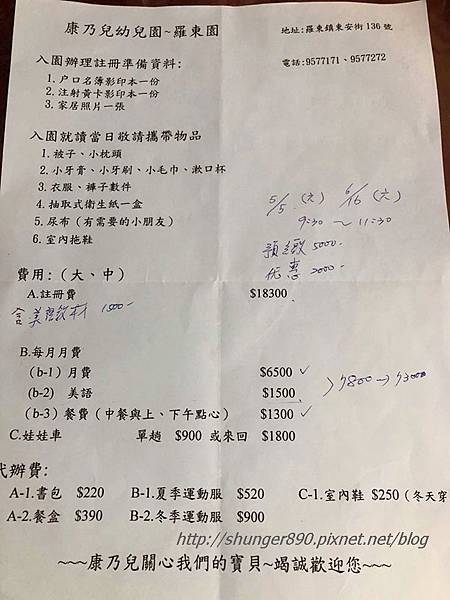 康乃兒幼兒園~羅東園
地址:羅東鎮東安街136號
電話:9577171、9577272
入園辦理註冊準備資料:
1.户口名簿影印本一份
2.注射黃卡影印本一份
3.家居照片一張
入園就讀當日敬請攜帶物品
1.被子、小枕頭
2.小牙膏、小牙刷、小毛巾、漱口杯
3.衣服、褲子數件
4.抽取式衛生紙一盒
5.尿布(有需要的小朋友)
6.室內拖鞋
5/5 (六) 6/16 (六)
9:30 ~ 11:30
預繳5000-
優惠2000-
費用:(大、中)
A.註冊費 $18300
含美語教材 1500-
B.每月月費
(b-1)月費 $6500 ✓
(b-2) 美語 $1500
(b-3)餐費(中餐與上、下午點心) $1300 ✓
C.娃娃車 單趟 $900 或來回 $1800
代辦費:
A-1.書包 $220 B-1.夏季運動服 $520 C-1.室內鞋 $250(冬天穿
A-2.餐盒 $390 B-2.冬季運動服 $900
http://shunger890.pixnet.net/blog
~~~康乃兒關心我們的寶貝~竭誠歡迎您~~~